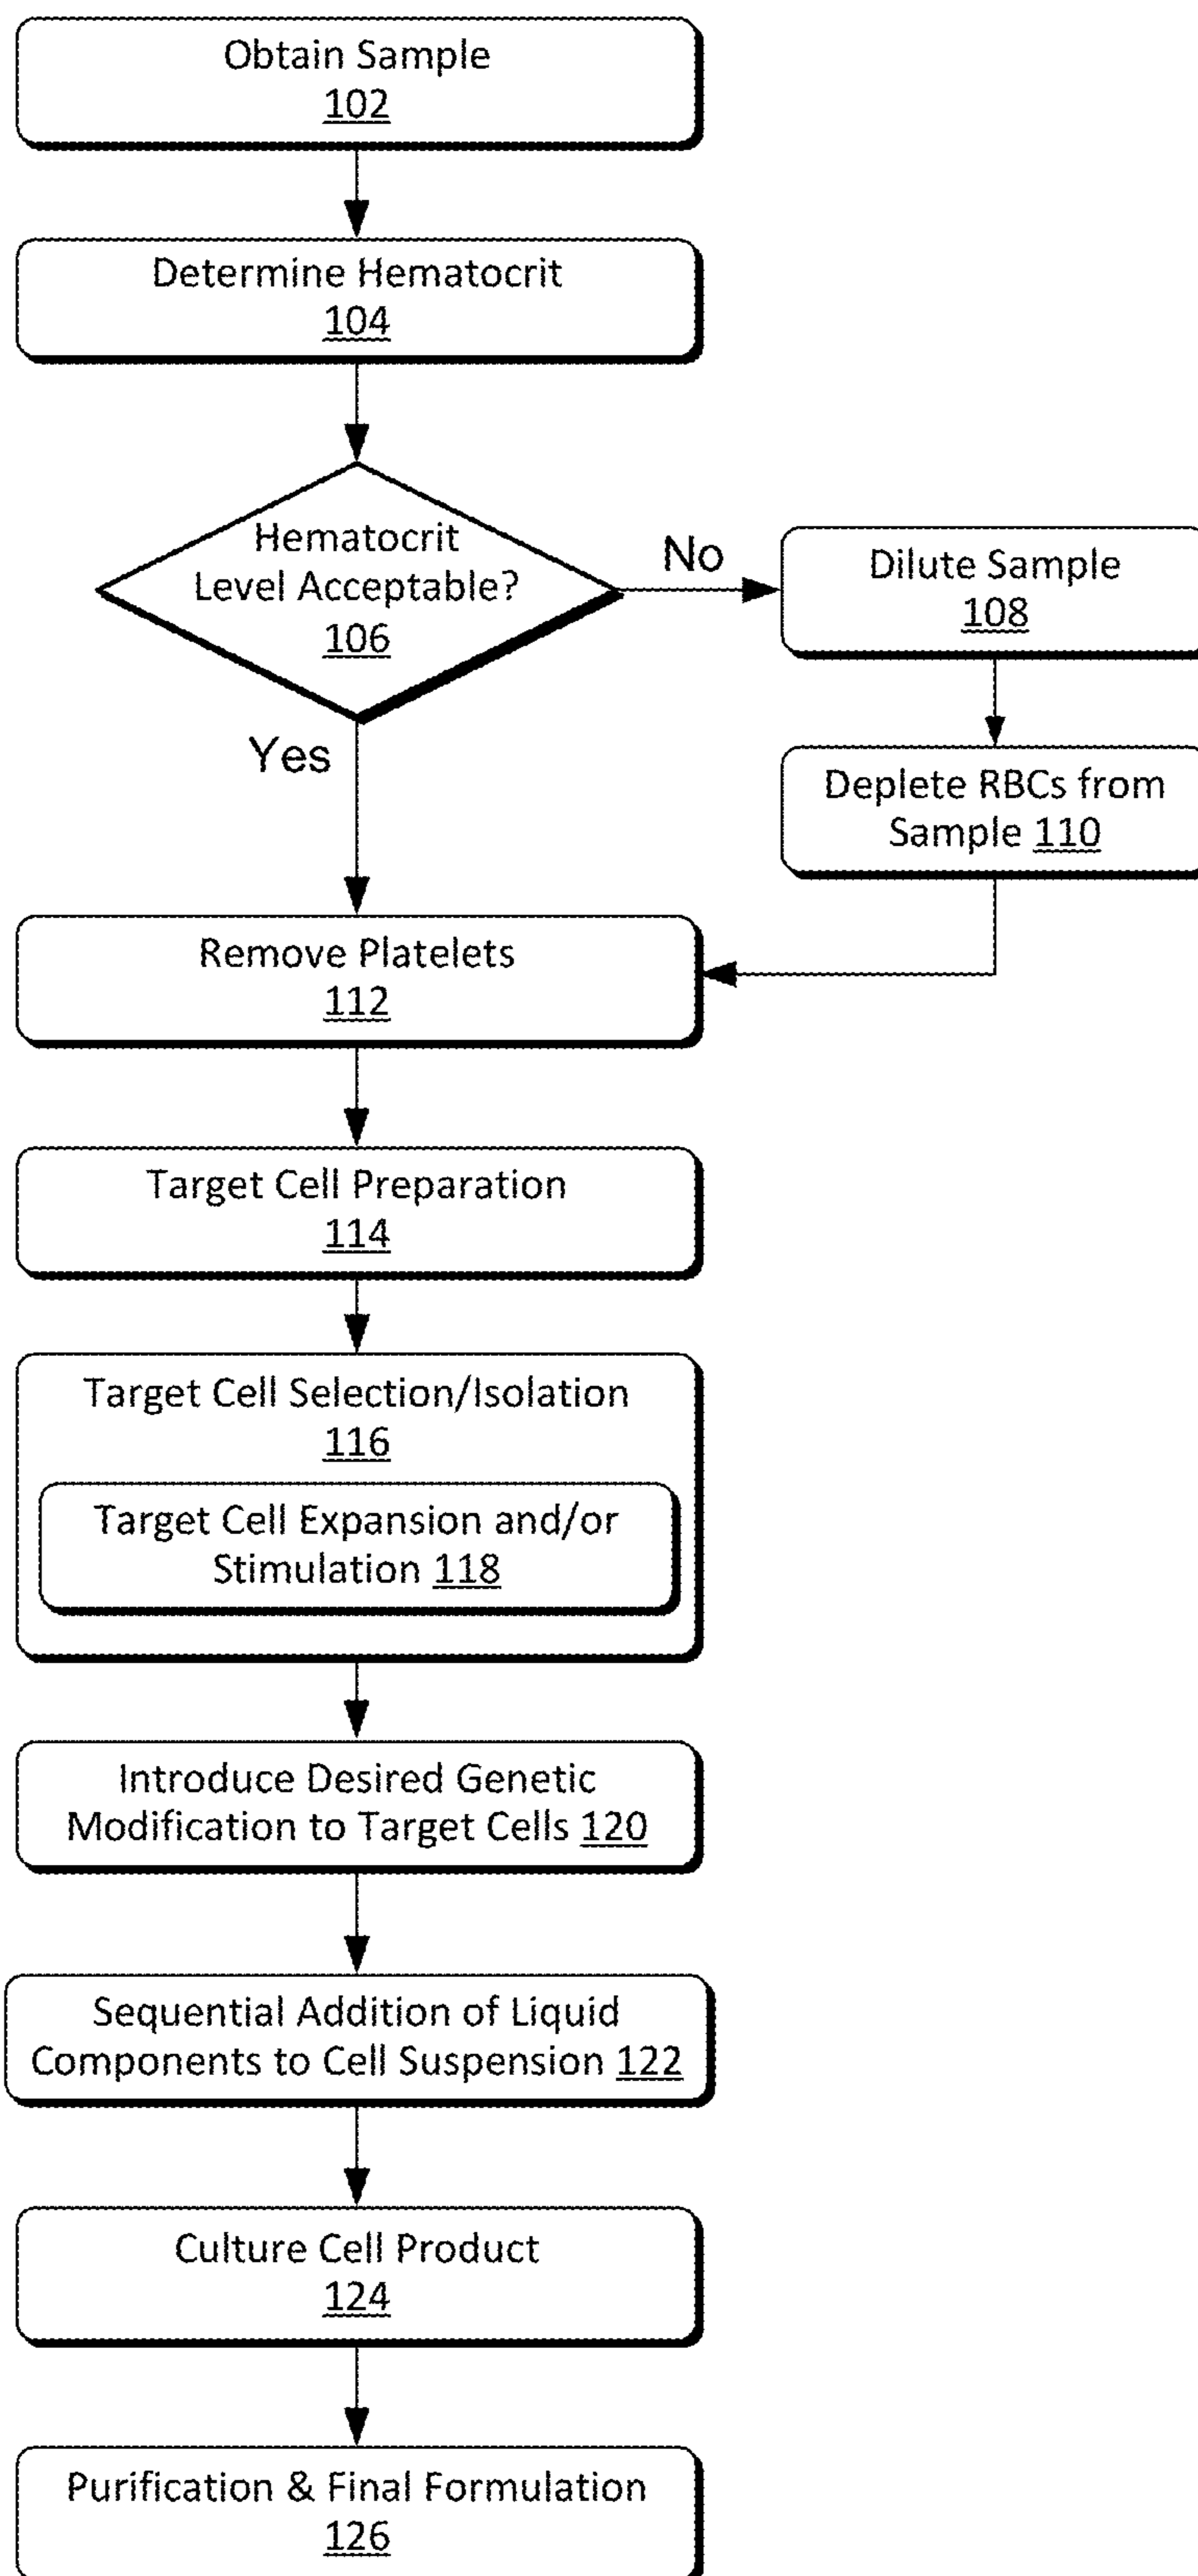 Obtain Sample
102
Determine Hematocrit
104
Hematocrit
Level Acceptable?
106
No
Dilute Sample
108
Yes
Deplete RBCs from
Sample 110
Remove Platelets
112
Target Cell Preparation
114
Target Cell Selection/Isolation
116
Target Cell Expansion and/or
Stimulation 118
Introduce Desired Genetic
Modification to Target Cells 120
Sequential Addition of Liquid
Components to Cell Suspension 122
Culture Cell Product
124
Purification & Final Formulation
126